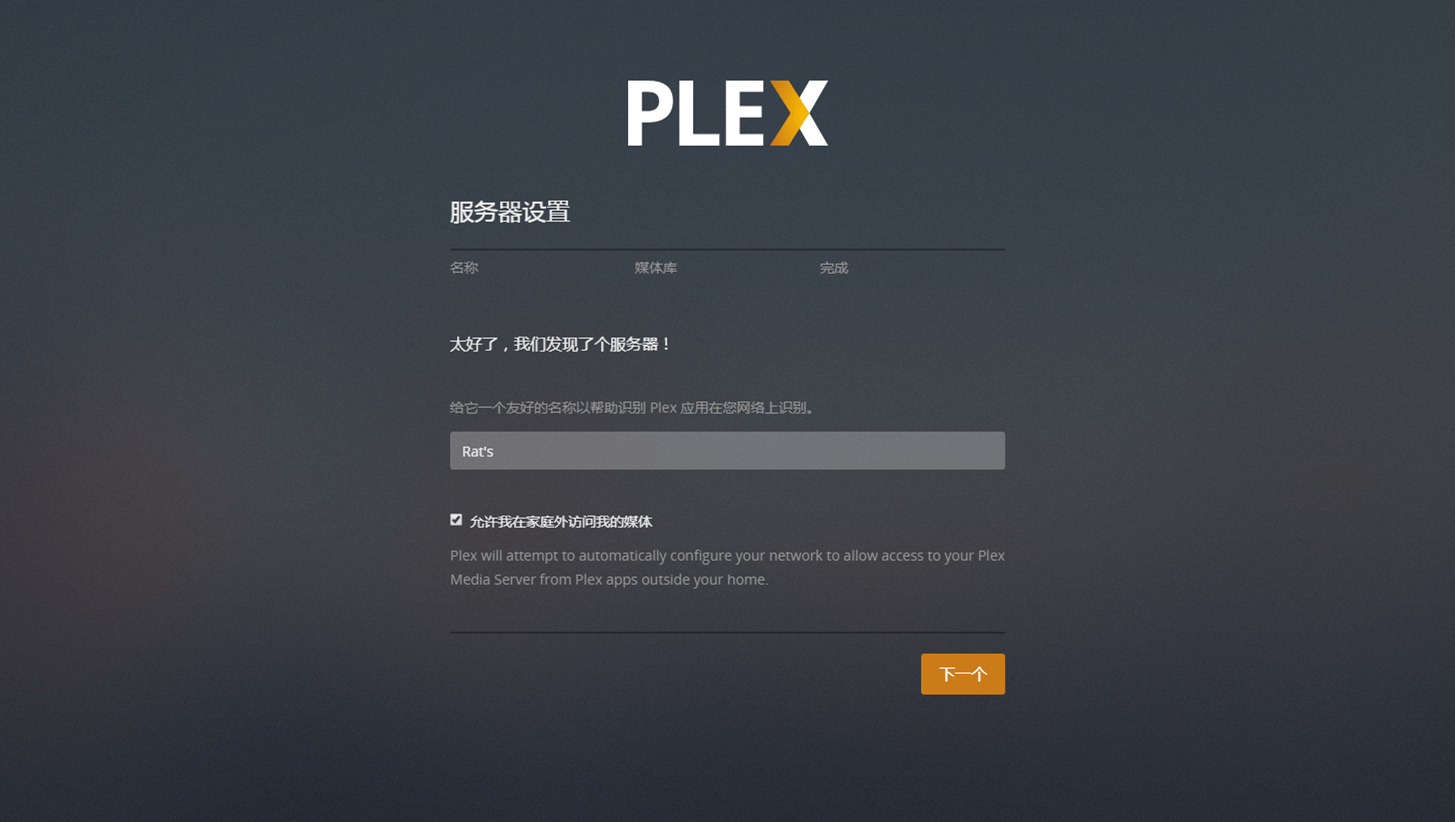 PLEX
服务器设置
名称 媒体库 完成
太好了，我们发现了个服务器！
给它一个友好的名称以帮助识别 Plex 应用在您网络上识别。
Rat's
允许我在家庭外访问我的媒体
Plex will attempt to automatically configure your network to allow access to your Plex
Media Server from Plex apps outside your home.
下一个